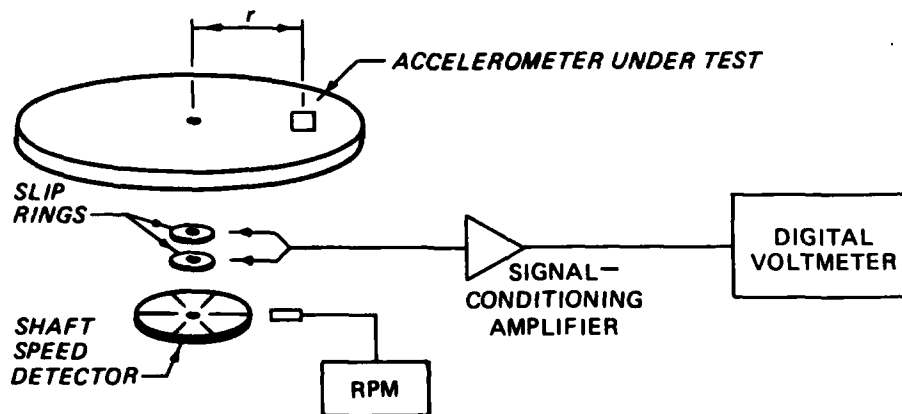 r
ACCELEROMETER UNDER TEST
SLIP
RINGS
DIGITAL
VOLTMETER
SIGNAL—
CONDITIONING
AMPLIFIER
SHAFT
SPEED
DETECTOR
RPM